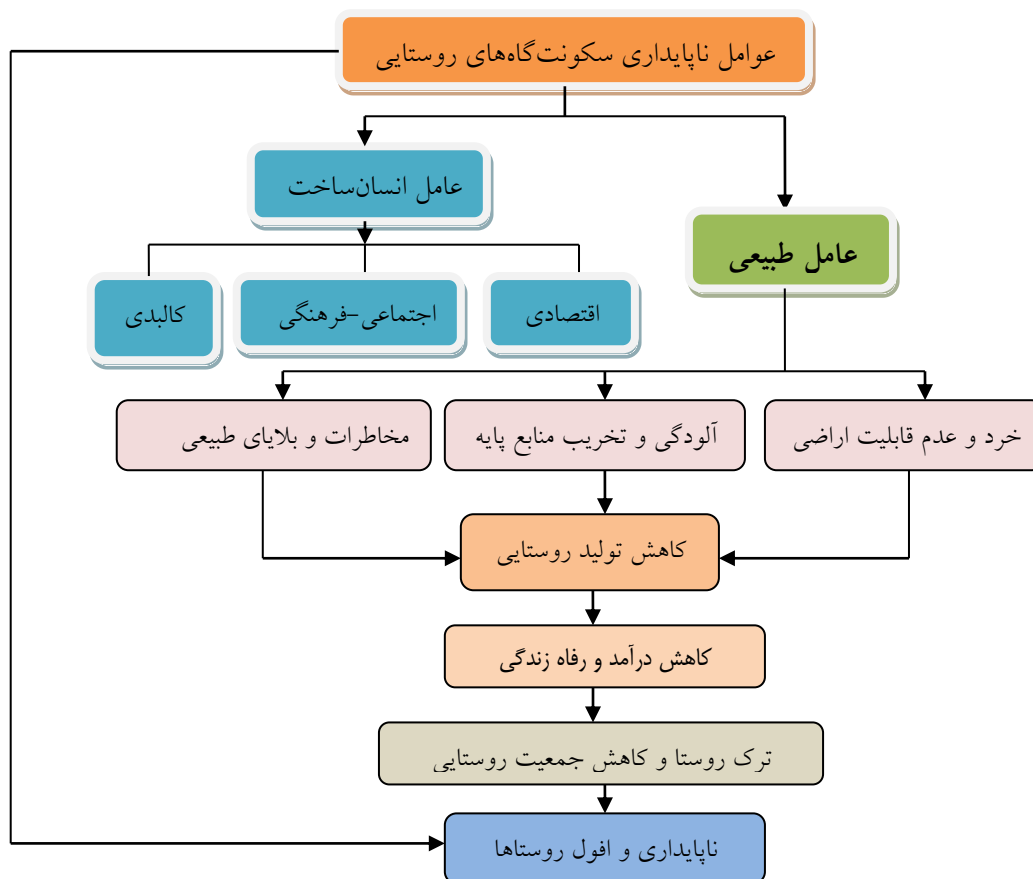 عوامل ناپایداری سکونت‌گاه‌های روستایی
عامل انسان‌ساخت
عامل طبیعی
اقتصادی
اجتماعی-فرهنگی
کالبدی
خرد و عدم قابلیت اراضی
آلودگی و تخریب منابع پایه
مخاطرات و بلایای طبیعی
کاهش تولید روستایی
کاهش درآمد و رفاه زندگی
ترک روستا و کاهش جمعیت روستایی
ناپایداری و افول روستاها